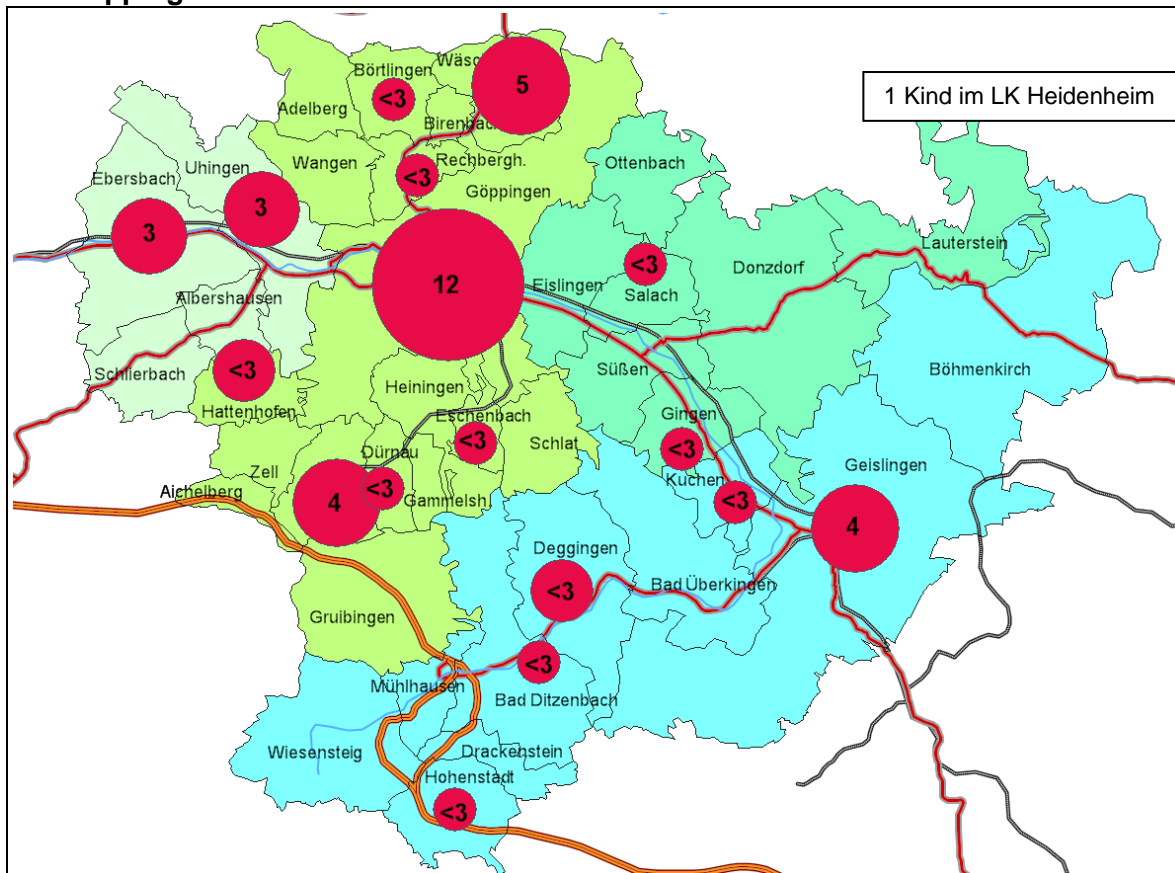 Wäsc
Börtlingen
5
<3
Adelberg
1 Kind im LK Heidenheim
Birenbach
Uhingen
Wangen
Rechbergh.
Ottenbach
Ebersbach
<3
Göppingen
3
3
Lauterstein
<3
Donzdorf
12
Eislingen
Salach
Albershausen
Schlierbach
<3
Süßen
Böhmenkirch
Heiningen
Hattenhofen
Eschenbach
Gingen
<3
Schlat
<3
Dürnau
Zell
Geislingen
Kuchen
Aichelberg
4
<3
Gammelsh
<3
4
Deggingen
<3
Bad Überkingen
Gruibingen
<3
Mühlhausen
Bad Ditzenbach
Wiesensteig
Drackenstein
Hohenstadt
<3